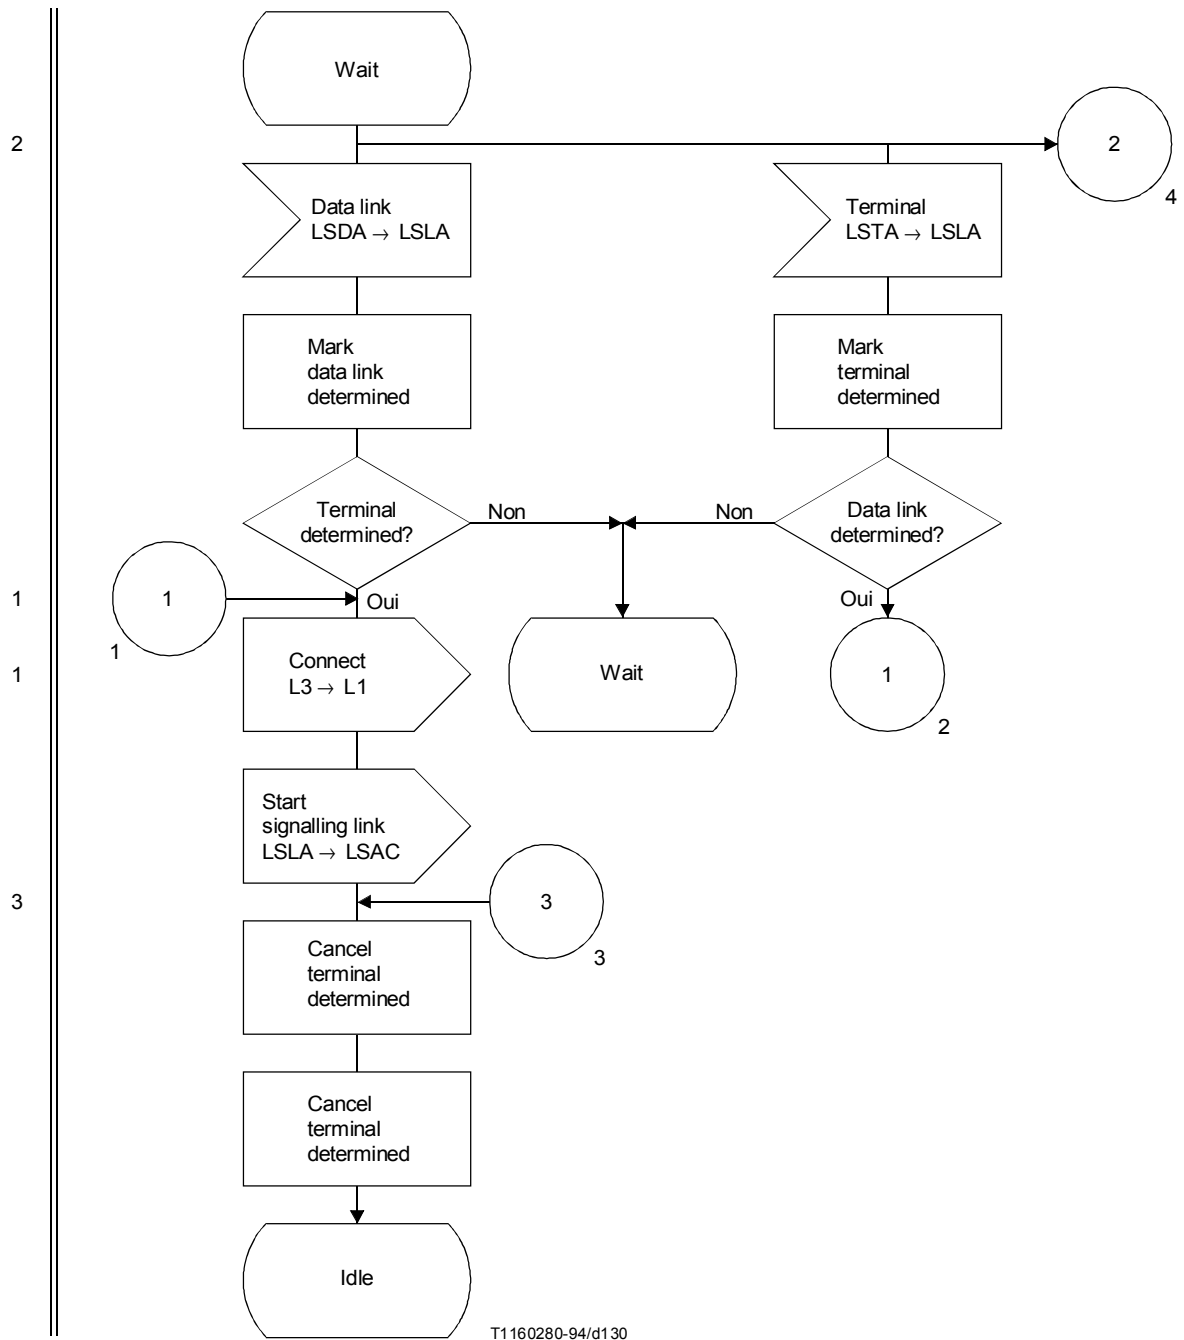 Wait
2
2
4
Data link
LSDA → LSLA
Terminal
LSTA → LSLA
Mark
data link
determined
Mark
terminal
determined
Terminal
determined?
Non
Non
Data link
determined?
1
1
1
Oui
Oui
1
Connect
L3 → L1
Wait
1
2
Start
signalling link
LSLA → LSAC
3
3
3
Cancel
terminal
determined
Cancel
terminal
determined
Idle
T1160280-94/d130